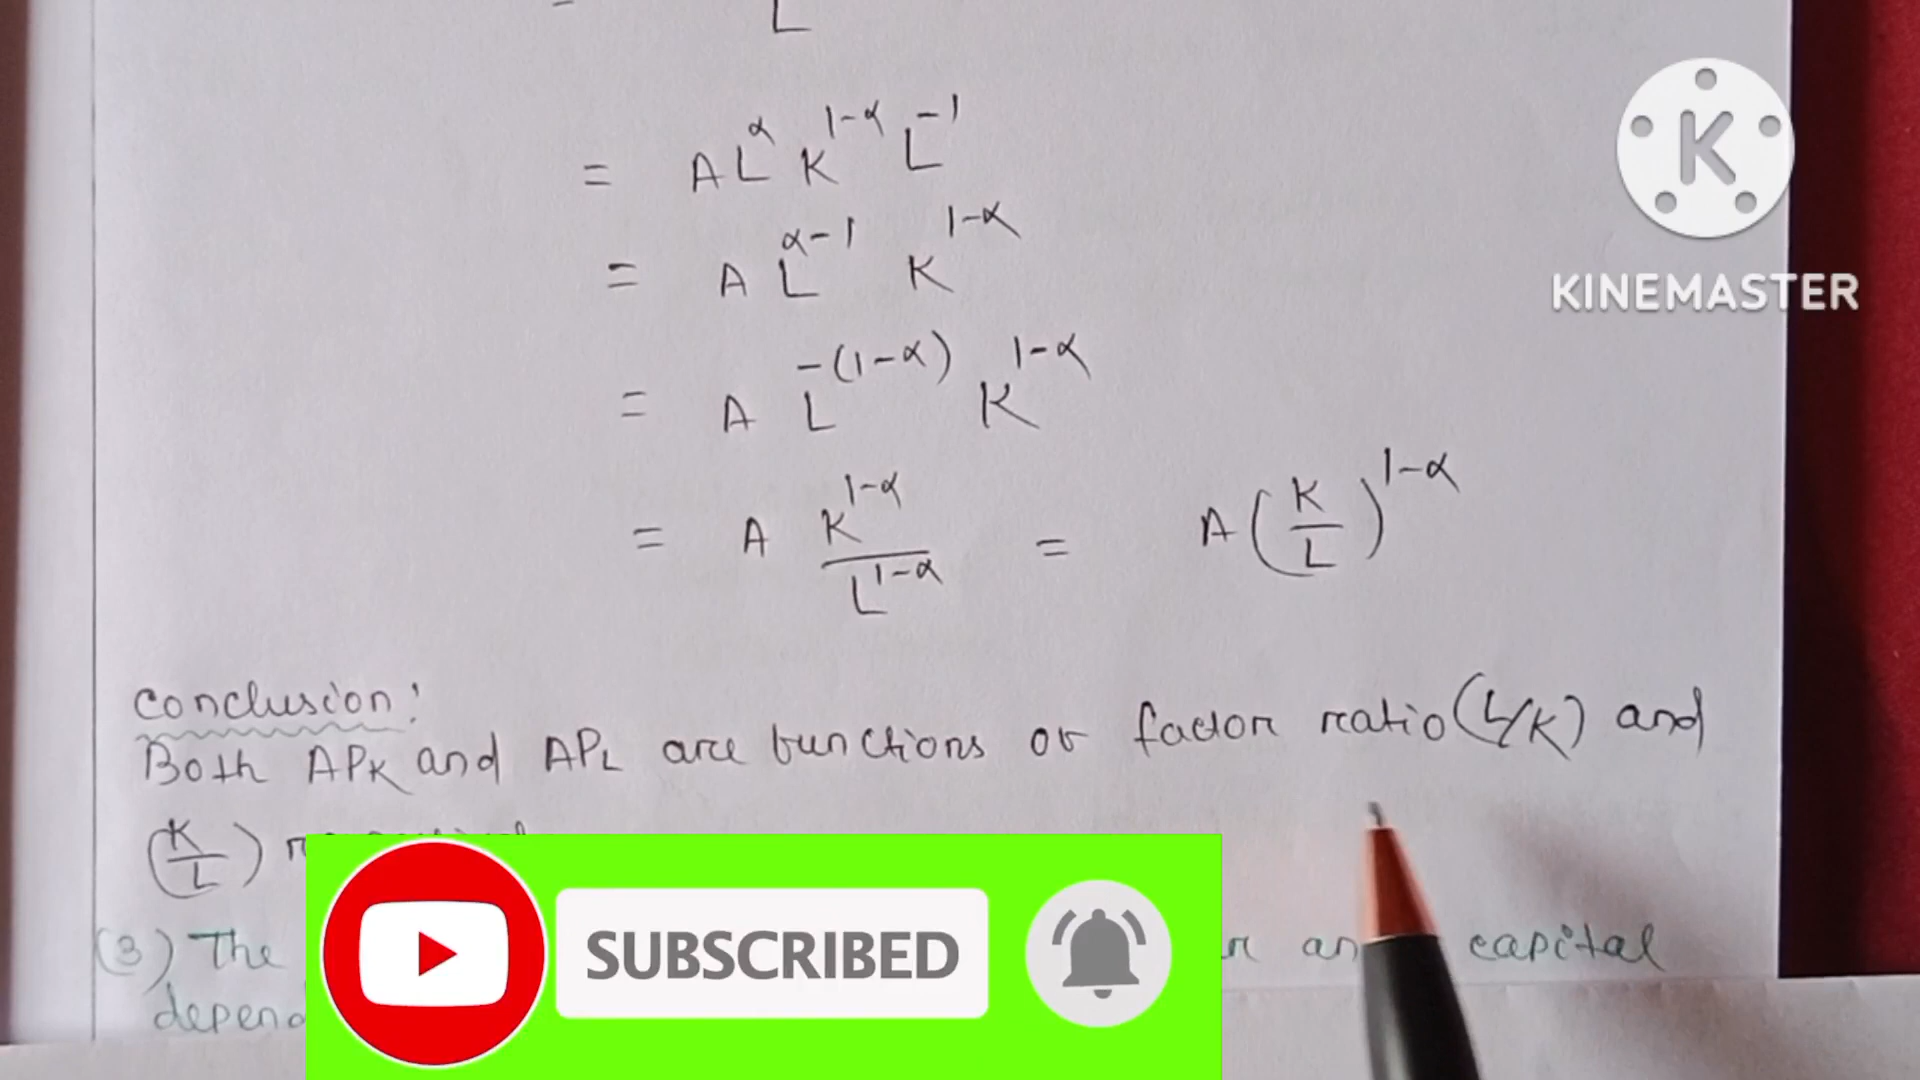 L
= A L^α K^(1-α) L^(-1)
= A L^(α-1) K^(1-α)
= A L^(-(1-α)) K^(1-α)
= A K^(1-α) / L^(1-α) = A (K/L)^(1-α)
K
KINEMASTER
Conclusion:
Both APK and APL are functions of factor ratio (L/K) and
(K/L)
(3) The an capital
SUBSCRIBED